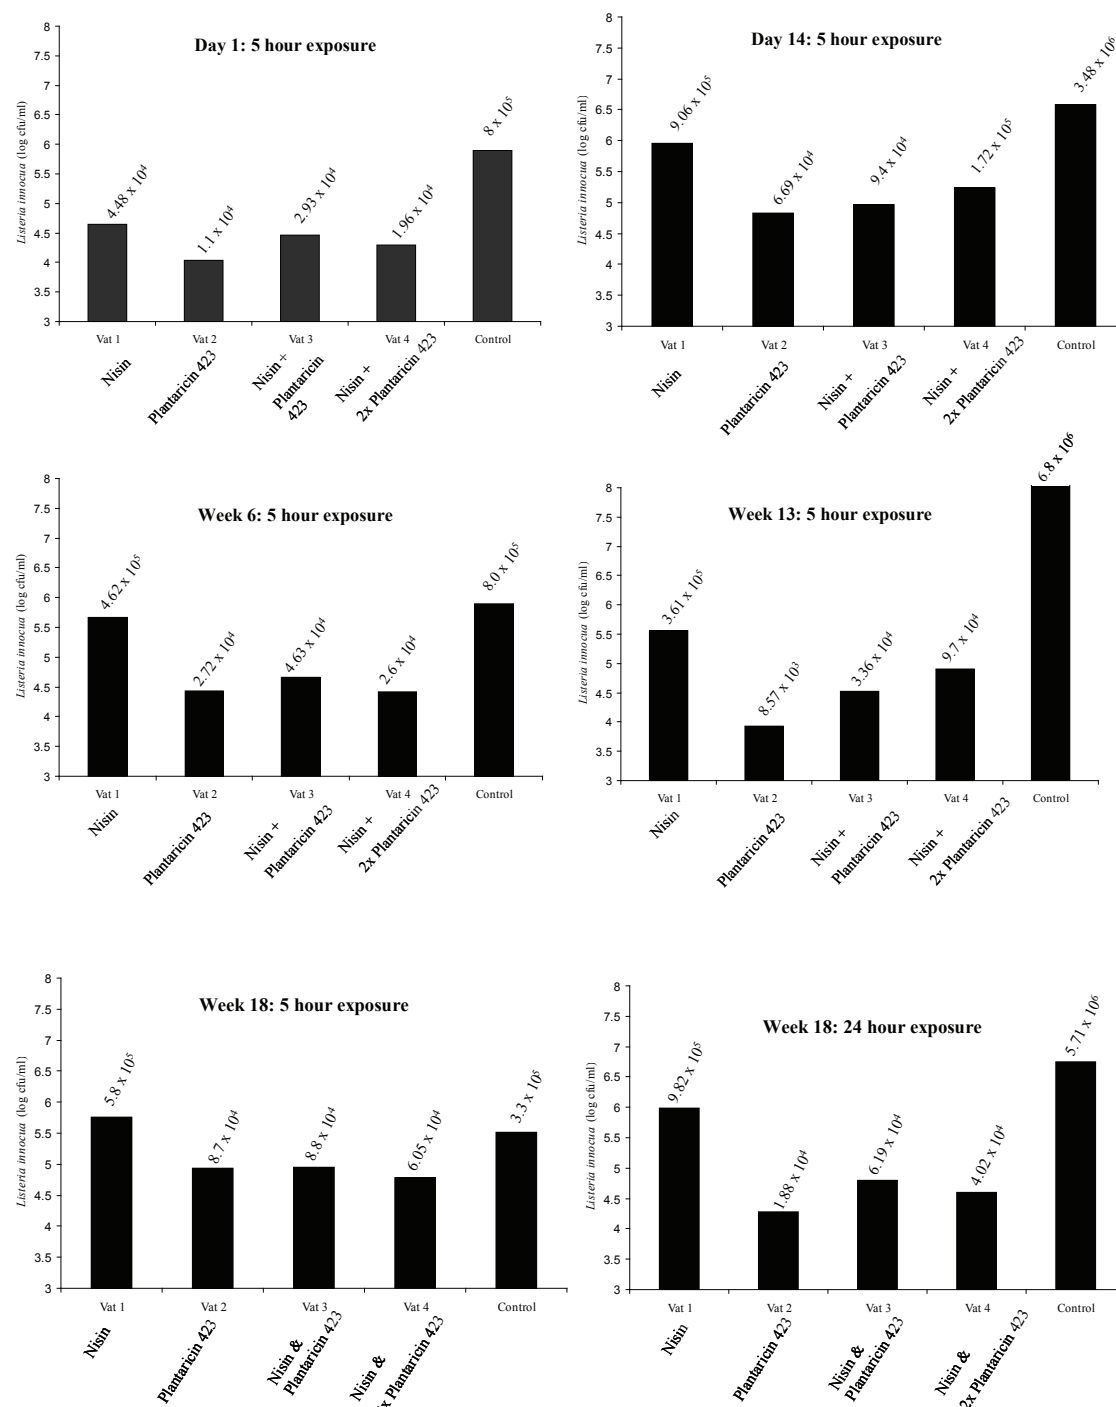 Day 1: 5 hour exposure
Listeria innocua (log cfu/ml)
8
7.5
7
6.5
6
5.5
5
4.5
4
3.5
3
4.48 x 10⁴
1.1 x 10⁴
2.93 x 10⁴
1.96 x 10⁴
8 x 10⁵
Vat 1
Vat 2
Vat 3
Vat 4
Control
Nisin
Plantaricin 423
Nisin +
Plantaricin
423
Nisin +
2x Plantaricin 423
Day 14: 5 hour exposure
Listeria innocua (log cfu/ml)
8
7.5
7
6.5
6
5.5
5
4.5
4
3.5
3
9.06 x 10⁵
6.69 x 10⁴
9.4 x 10⁴
1.72 x 10⁵
3.48 x 10⁶
Vat 1
Vat 2
Vat 3
Vat 4
Control
Nisin
Plantaricin 423
Nisin +
Plantaricin 423
Nisin +
2x Plantaricin 423
Week 6: 5 hour exposure
Listeria innocua (log cfu/ml)
8
7.5
7
6.5
6
5.5
5
4.5
4
3.5
3
4.62 x 10⁵
2.72 x 10⁴
4.63 x 10⁴
2.6 x 10⁴
8.0 x 10⁵
Vat 1
Vat 2
Vat 3
Vat 4
Control
Nisin
Plantaricin 423
Nisin +
Plantaricin 423
Nisin +
2x Plantaricin 423
Week 13: 5 hour exposure
Listeria innocua (log cfu/ml)
8
7.5
7
6.5
6
5.5
5
4.5
4
3.5
3
3.61 x 10⁵
8.57 x 10³
3.36 x 10⁴
9.7 x 10⁴
6.8 x 10⁶
Vat 1
Vat 2
Vat 3
Vat 4
Control
Nisin
Plantaricin 423
Nisin +
Plantaricin 423
Nisin +
2x Plantaricin 423
Week 18: 5 hour exposure
Listeria innocua (log cfu/ml)
8
7.5
7
6.5
6
5.5
5
4.5
4
3.5
3
5.8 x 10⁵
8.7 x 10⁴
8.8 x 10⁴
6.05 x 10⁴
3.3 x 10⁵
Vat 1
Vat 2
Vat 3
Vat 4
Control
Nisin
Plantaricin 423
Nisin &
Plantaricin 423
Nisin &
Plantaricin 423
Week 18: 24 hour exposure
Listeria innocua (log cfu/ml)
8
7.5
7
6.5
6
5.5
5
4.5
4
3.5
3
9.82 x 10⁵
1.88 x 10⁴
6.19 x 10⁴
4.02 x 10⁴
5.71 x 10⁶
Vat 1
Vat 2
Vat 3
Vat 4
Control
Nisin
Plantaricin 423
Nisin &
Plantaricin 423
Nisin &
2x Plantaricin 423